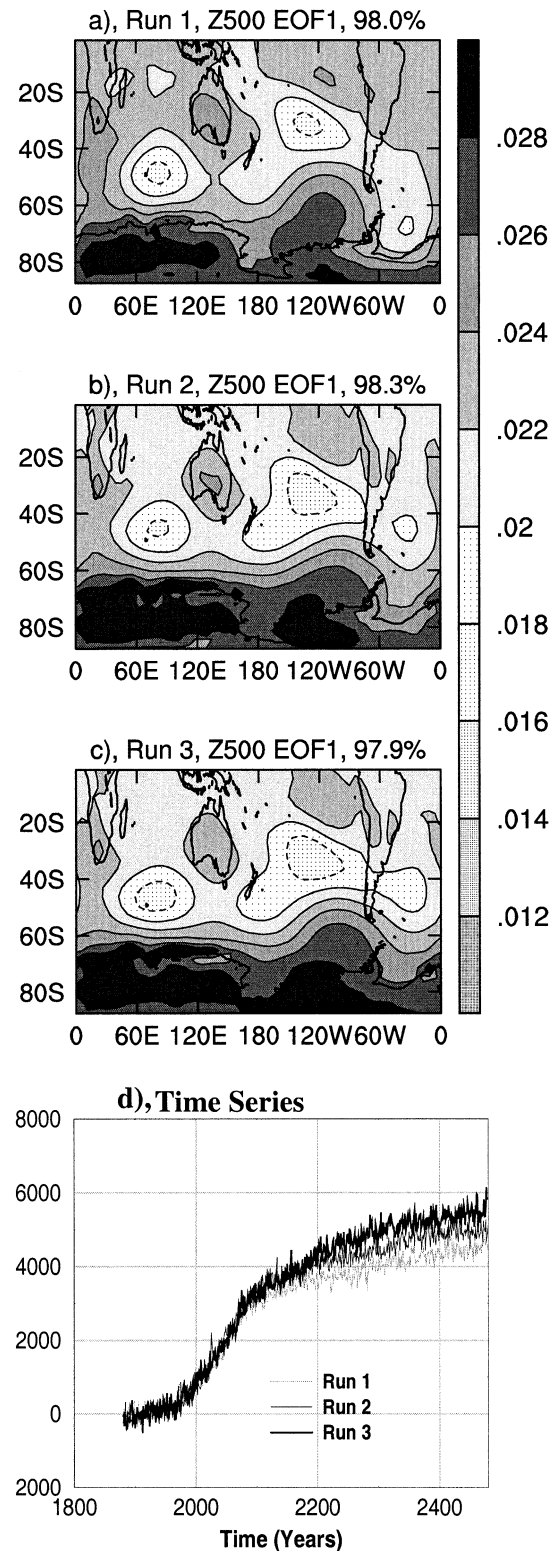 a), Run 1, Z500 EOF1, 98.0%
20S
40S
60S
80S
0 60E 120E 180 120W 60W 0
b), Run 2, Z500 EOF1, 98.3%
20S
40S
60S
80S
0 60E 120E 180 120W 60W 0
c), Run 3, Z500 EOF1, 97.9%
20S
40S
60S
80S
0 60E 120E 180 120W 60W 0
.028
.026
.024
.022
.02
.018
.016
.014
.012
d), Time Series
8000
6000
4000
2000
0
2000
1800 2000 2200 2400
Run 1
Run 2
Run 3
Time (Years)